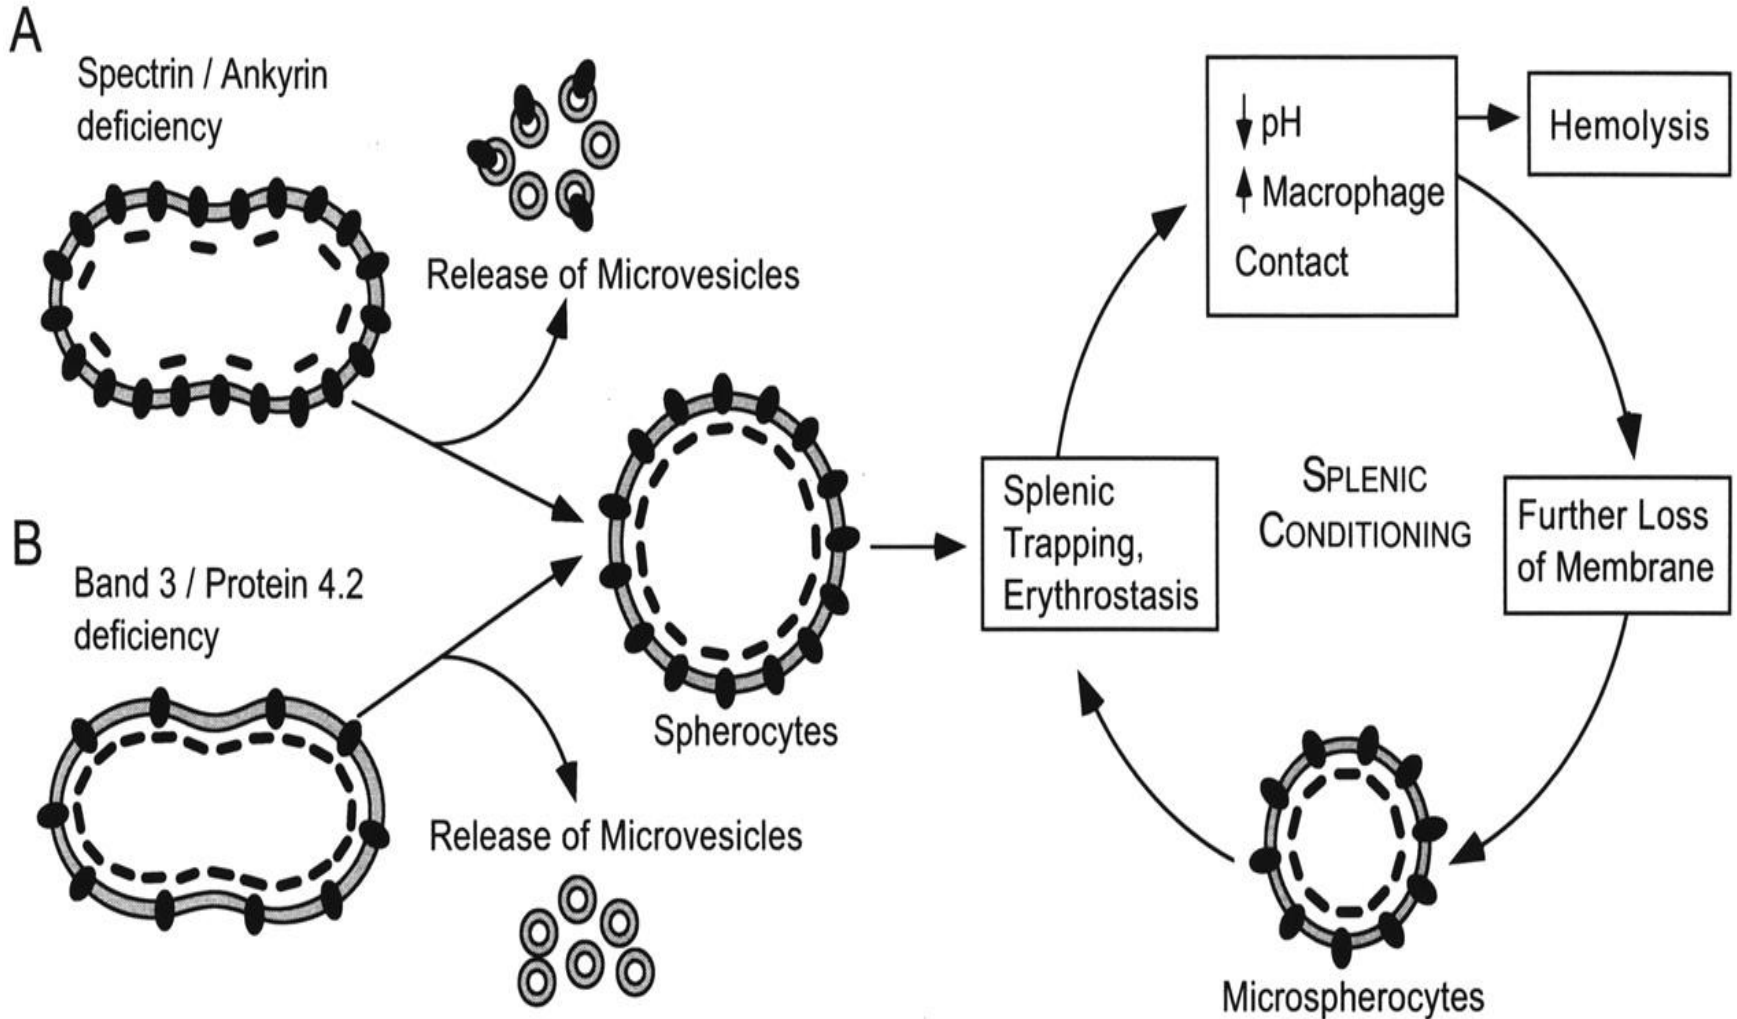 A
Spectrin / Ankyrin
deficiency
Release of Microvesicles
B
Band 3 / Protein 4.2
deficiency
Release of Microvesicles
Spherocytes
Splenic
Trapping,
Erythrostasis
↓ pH
↑ Macrophage
Contact
Hemolysis
SPLENIC
CONDITIONING
Further Loss
of Membrane
Microspherocytes